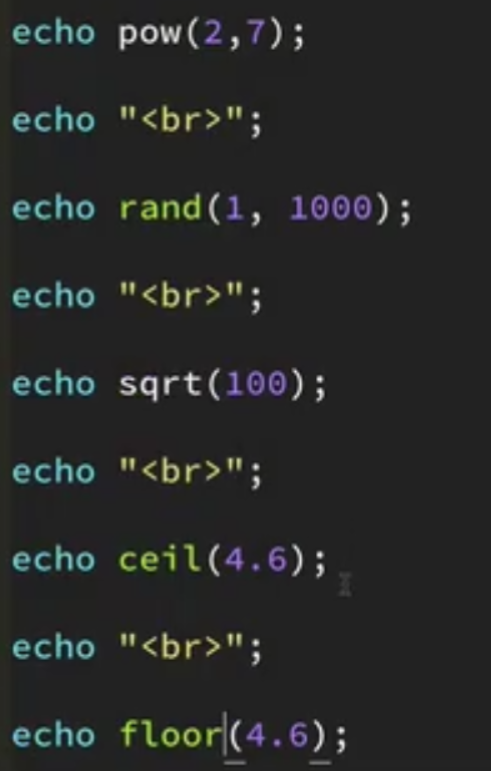 echo pow(2,7);
echo "<br>";
echo rand(1, 1000);
echo "<br>";
echo sqrt(100);
echo "<br>";
echo ceil(4.6);
echo "<br>";
echo floor(4.6);